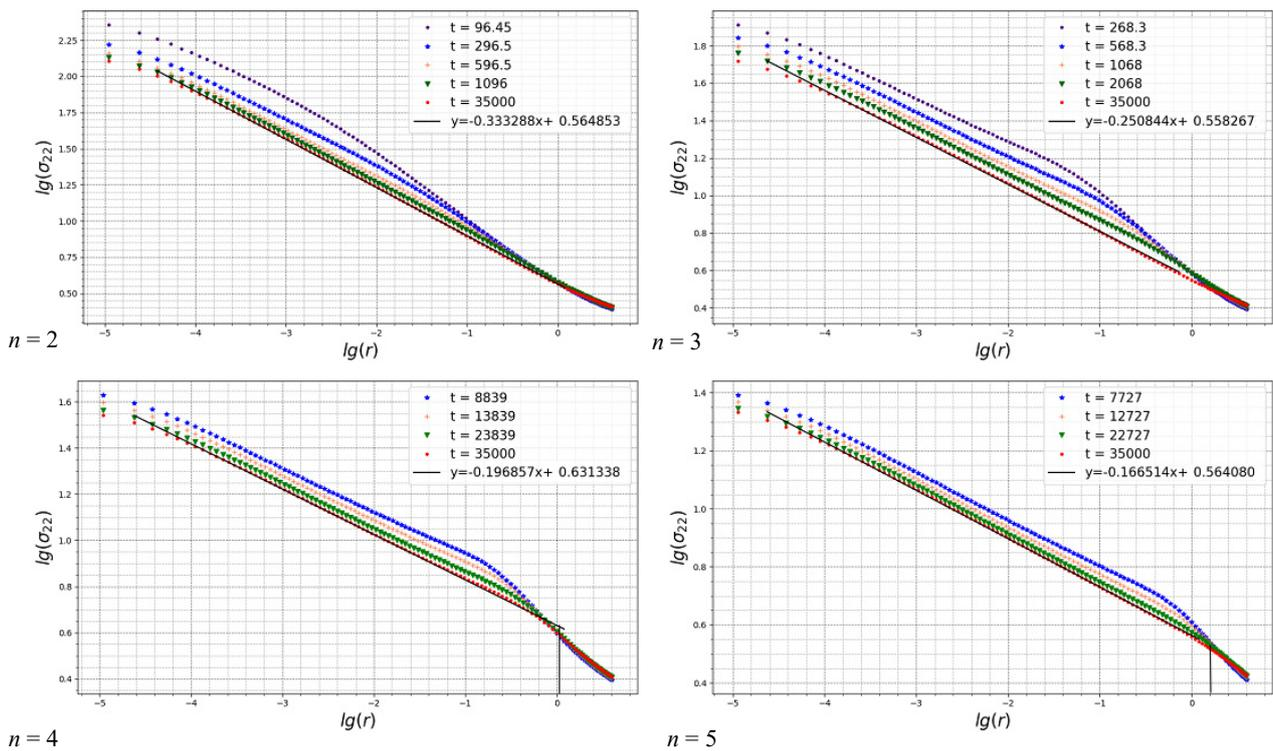 t = 96.45
t = 296.5
t = 596.5
t = 1096
t = 35000
y=-0.333288x+ 0.564853
lg(σ₂₂)
2.25
2.00
1.75
1.50
1.25
1.00
0.75
0.50
−5 −4 −3 −2 −1 0
lg(r)
n = 2
t = 268.3
t = 568.3
t = 1068
t = 2068
t = 35000
y=-0.250844x+ 0.558267
lg(σ₂₂)
1.8
1.6
1.4
1.2
1.0
0.8
0.6
0.4
−5 −4 −3 −2 −1 0
lg(r)
n = 3
t = 8839
t = 13839
t = 23839
t = 35000
y=-0.196857x+ 0.631338
lg(σ₂₂)
1.6
1.4
1.2
1.0
0.8
0.6
0.4
−5 −4 −3 −2 −1 0
lg(r)
n = 4
t = 7727
t = 12727
t = 22727
t = 35000
y=-0.166514x+ 0.564080
lg(σ₂₂)
1.4
1.2
1.0
0.8
0.6
0.4
−5 −4 −3 −2 −1 0
lg(r)
n = 5